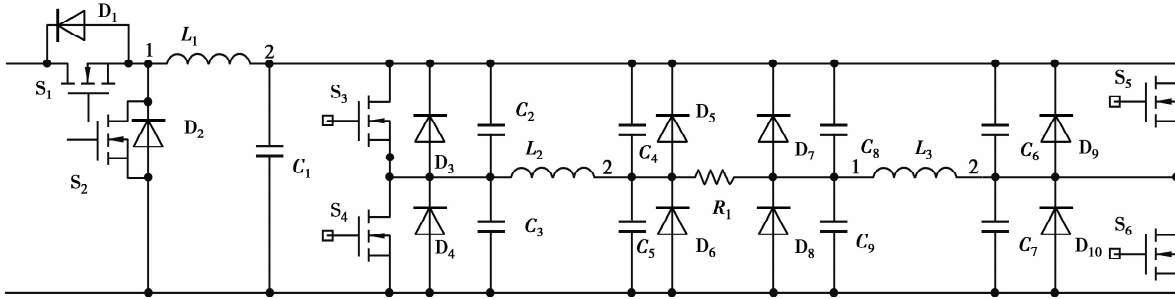 D₁
1 L₁ 2
S₁
S₂
D₂
C₁
S₃
S₄
D₃
D₄
C₂
C₃
L₂ 2
C₄
C₅
D₅
D₆
R₁
D₇
D₈
C₈
C₉
1 L₃ 2
C₆
C₇
D₉
D₁₀
S₅
S₆